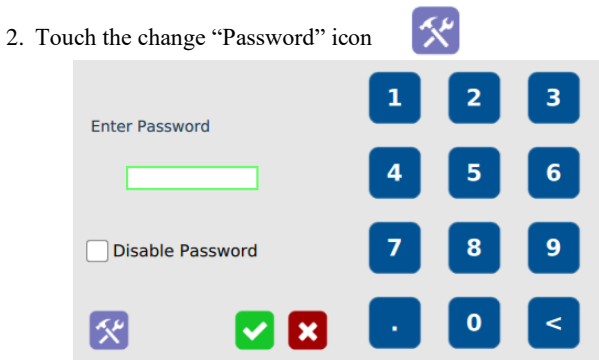 2. Touch the change “Password” icon
1 2 3
Enter Password
4 5 6
Disable Password
7 8 9
. 0 <